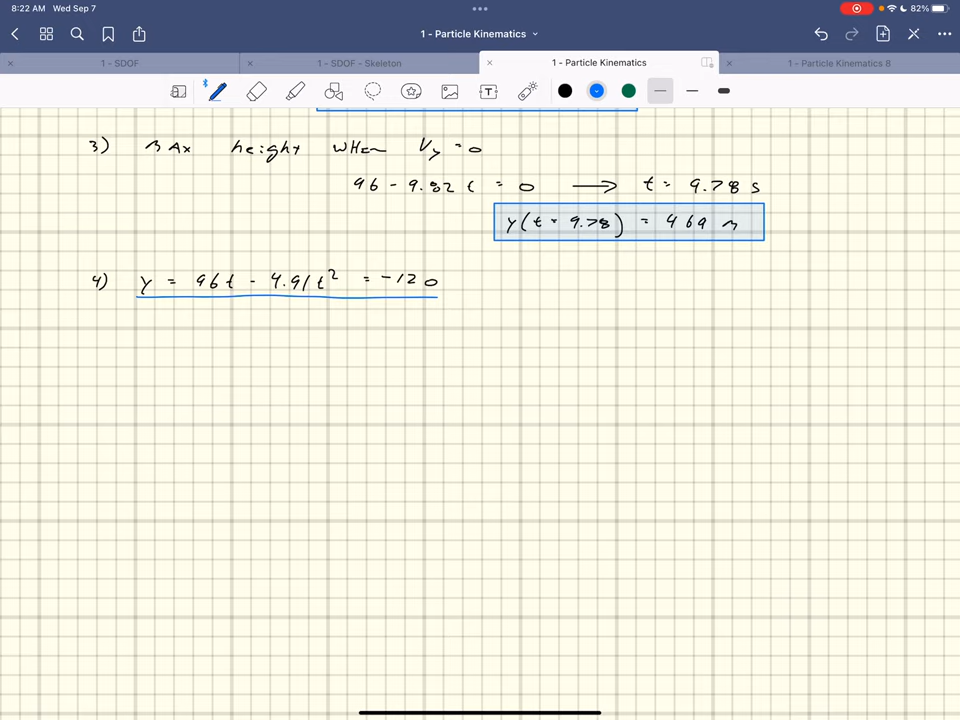 8:22 AM Wed Sep 7
82%
1 - Particle Kinematics
1 - SDOF
1 - SDOF - Skeleton
1 - Particle Kinematics
1 - Particle Kinematics 8
3) MAx height wHen Vy = 0
96 - 9.82 t = 0 → t = 9.78 s
y(t = 9.78) = 469 m
4) y = 96t - 4.91t² = -120